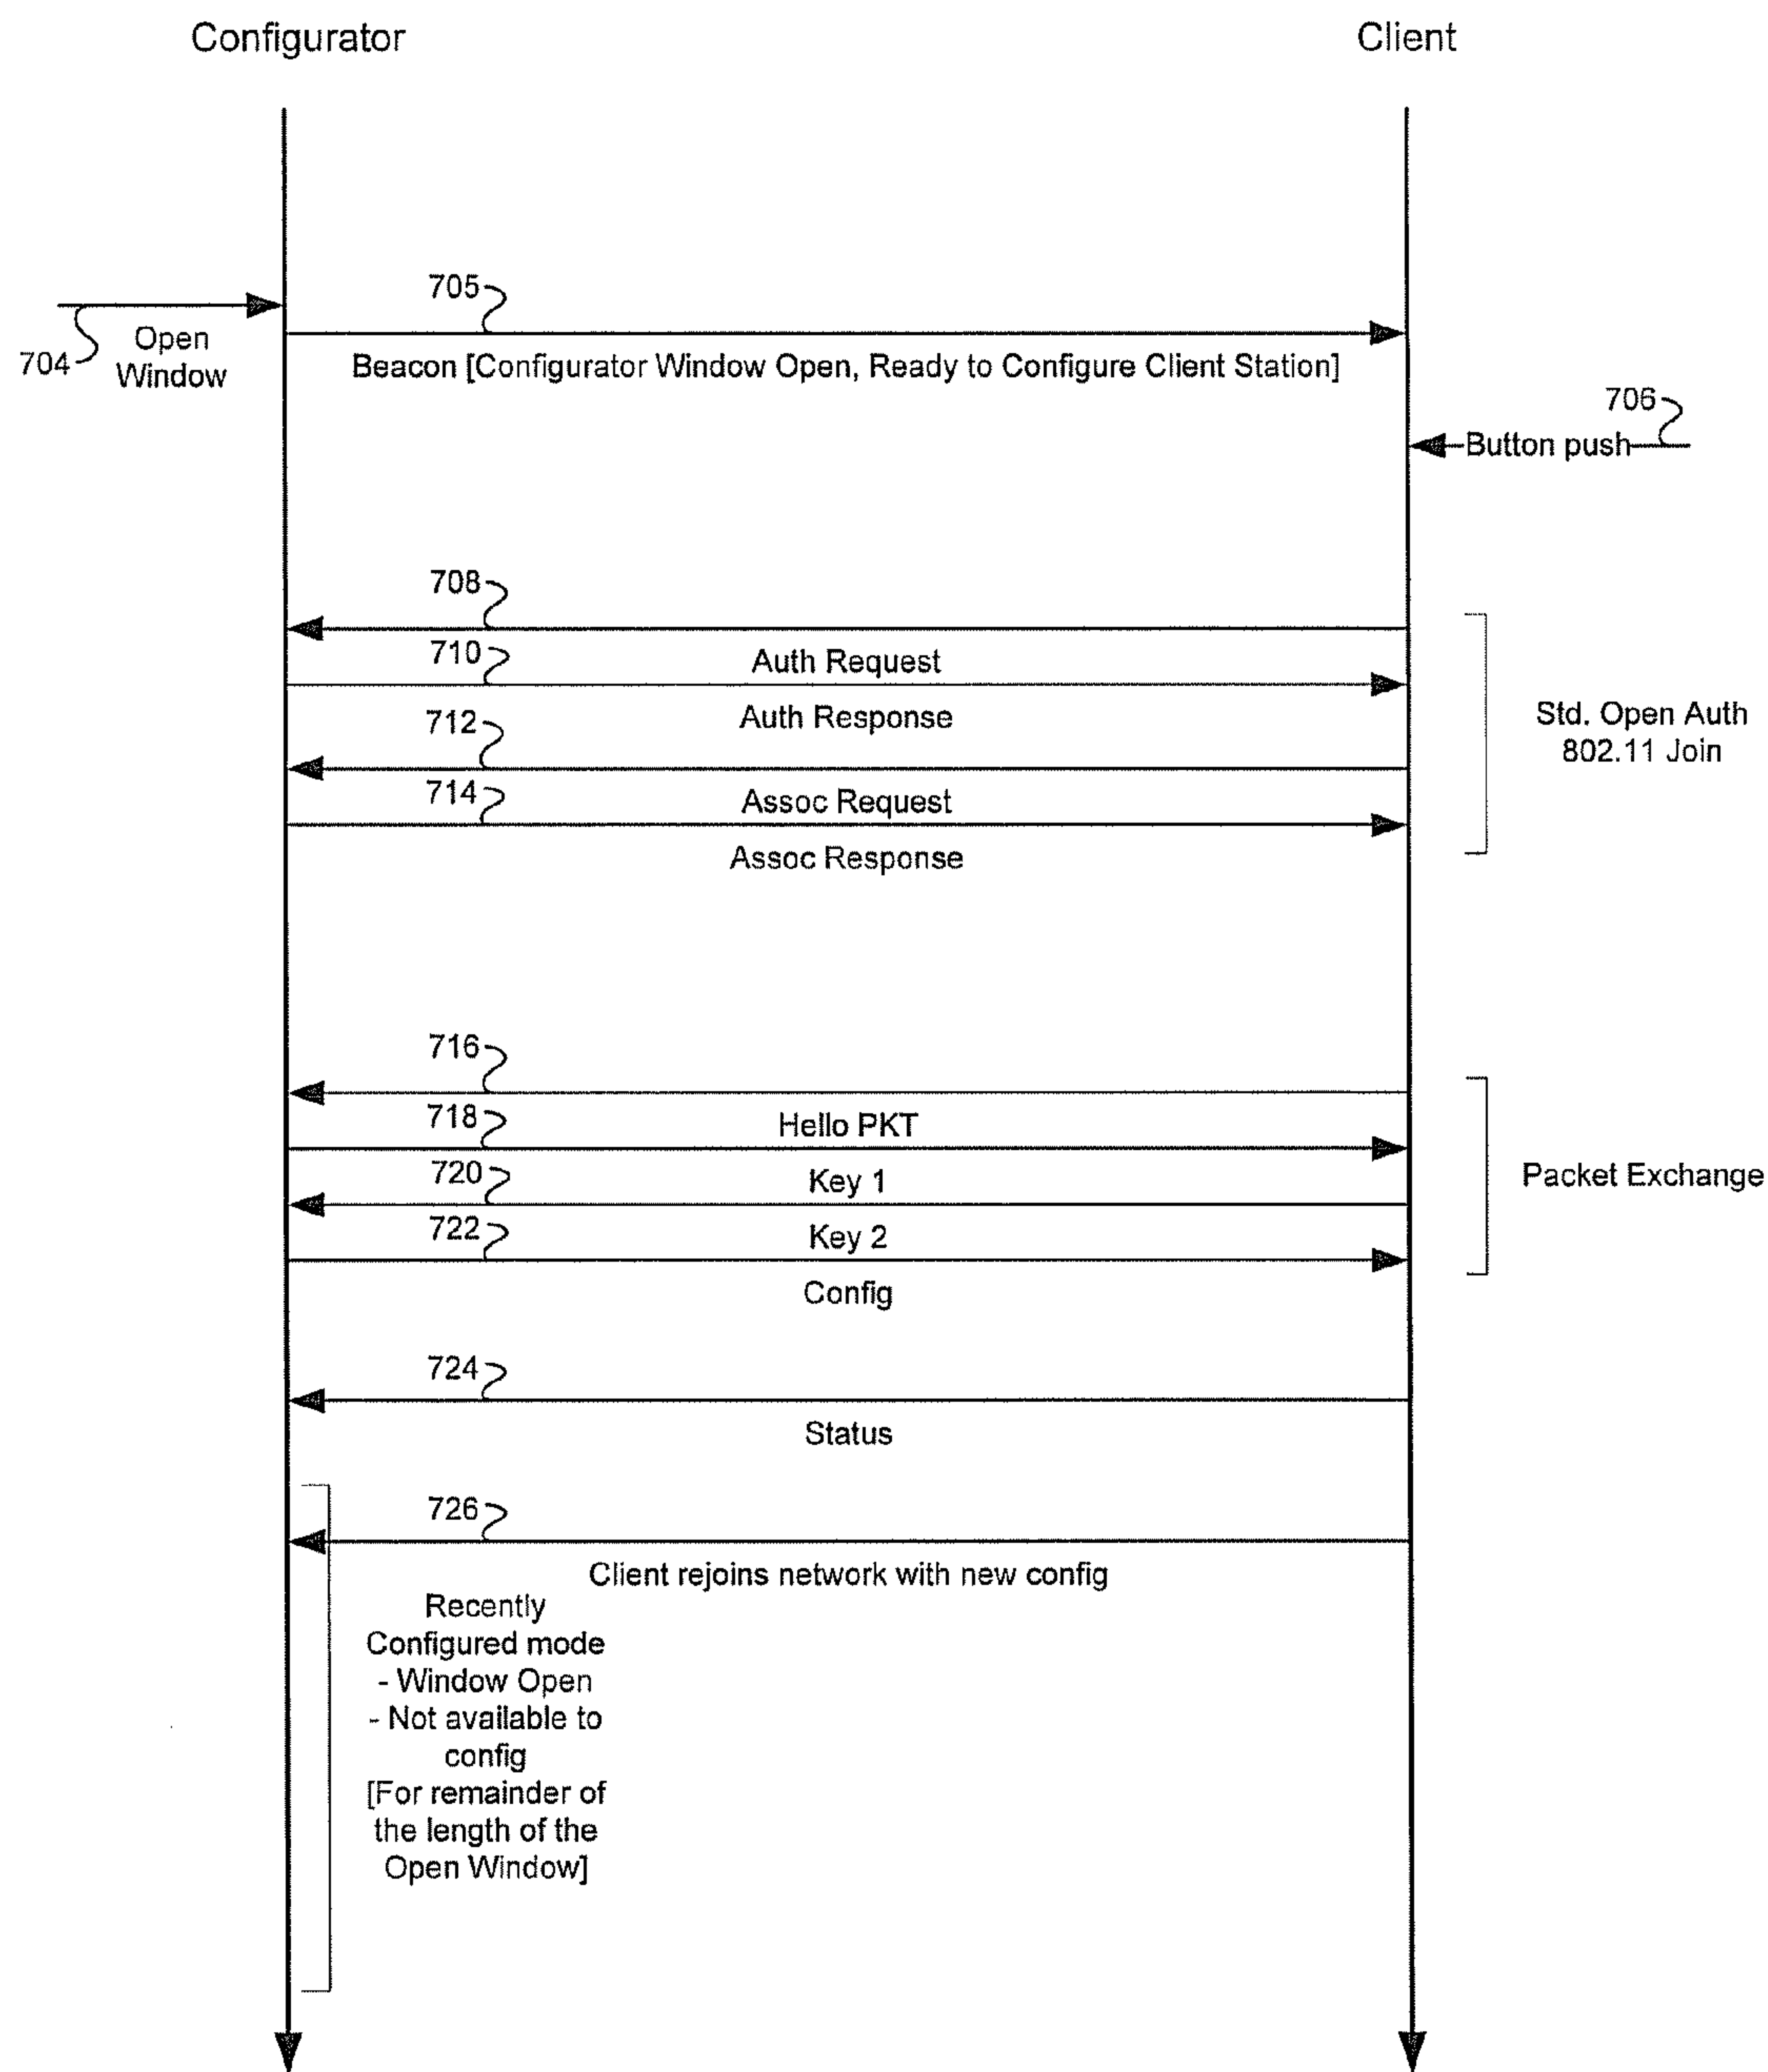 Configurator
Client
705
704
Open
Window
Beacon [Configurator Window Open, Ready to Configure Client Station]
706
Button push
708
710
Auth Request
Auth Response
712
Std. Open Auth
802.11 Join
714
Assoc Request
Assoc Response
716
718
Hello PKT
720
Key 1
Packet Exchange
722
Key 2
Config
724
Status
726
Client rejoins network with new config
Recently
Configured mode
- Window Open
- Not available to
config
[For remainder of
the length of the
Open Window]